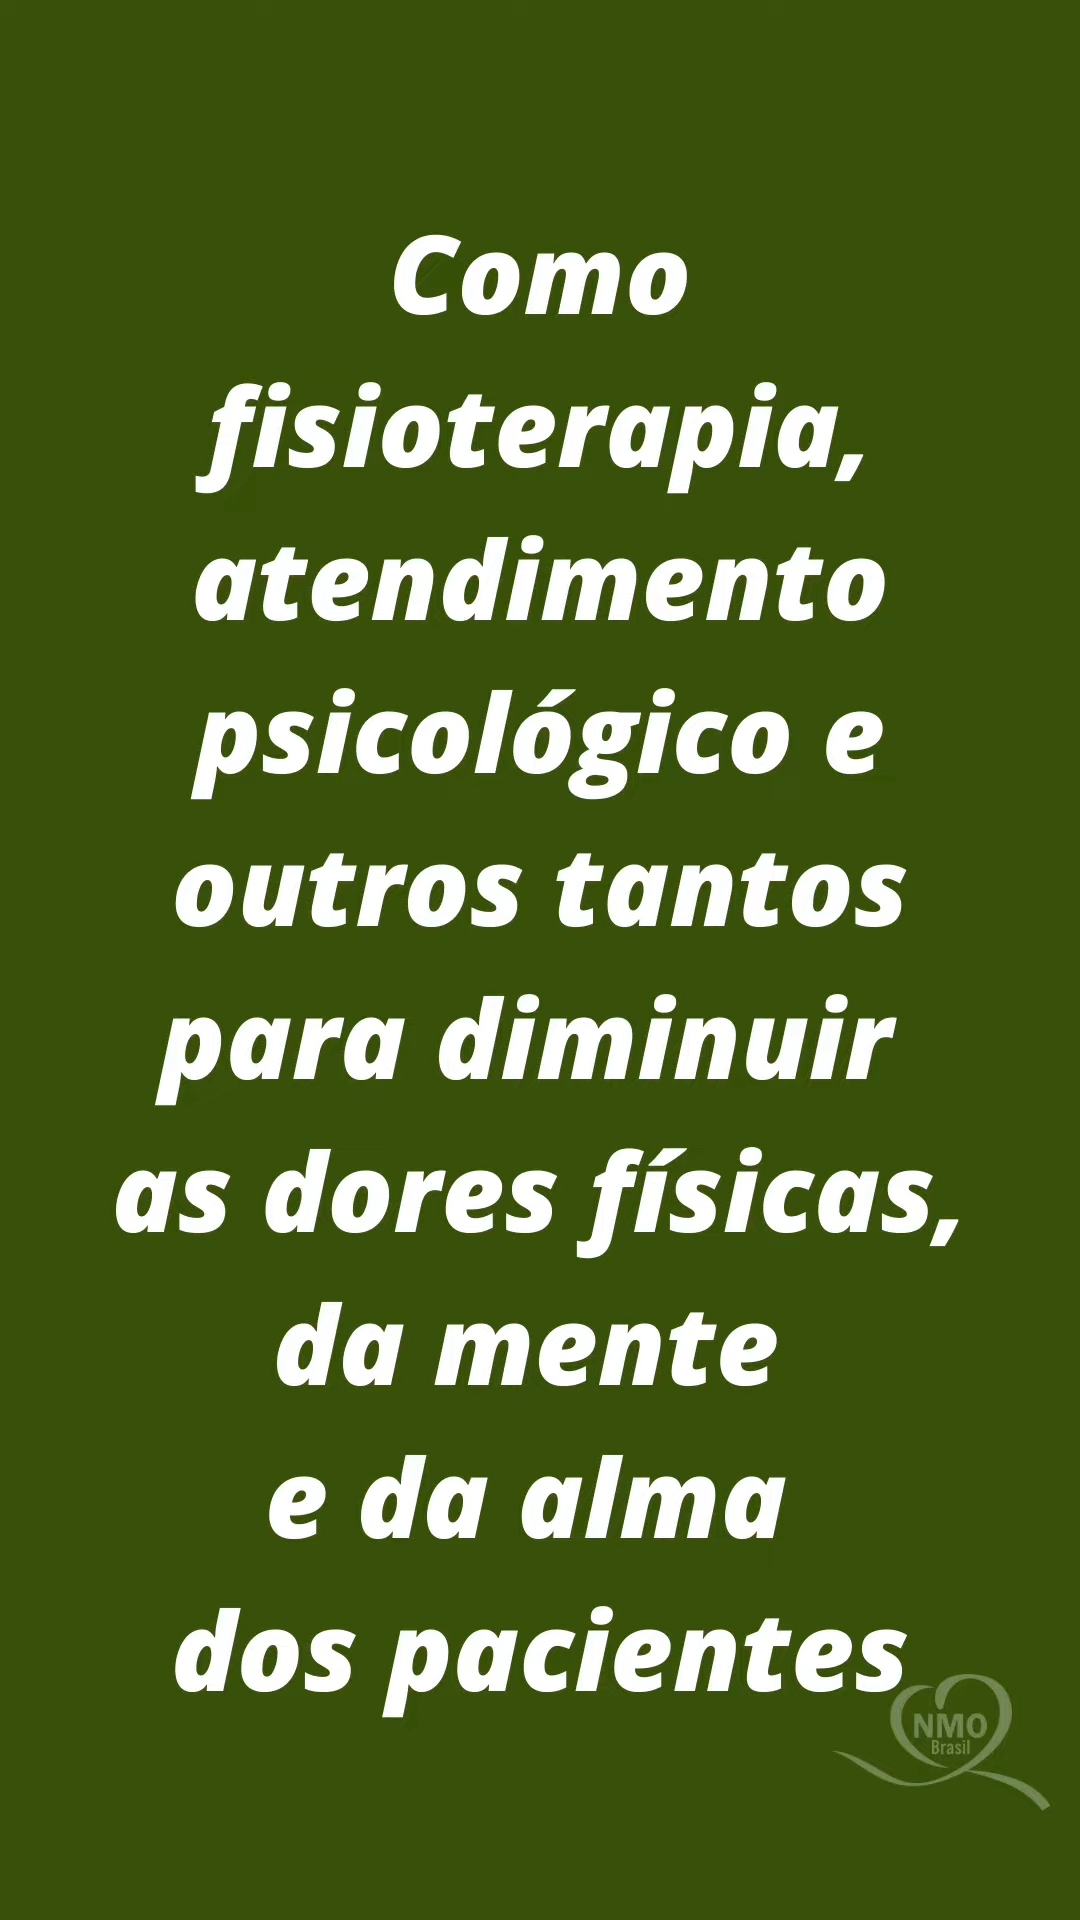 Como
fisioterapia,
atendimento
psicológico e
outros tantos
para diminuir
as dores físicas,
da mente
e da alma
dos pacientes
NMO
Brasil